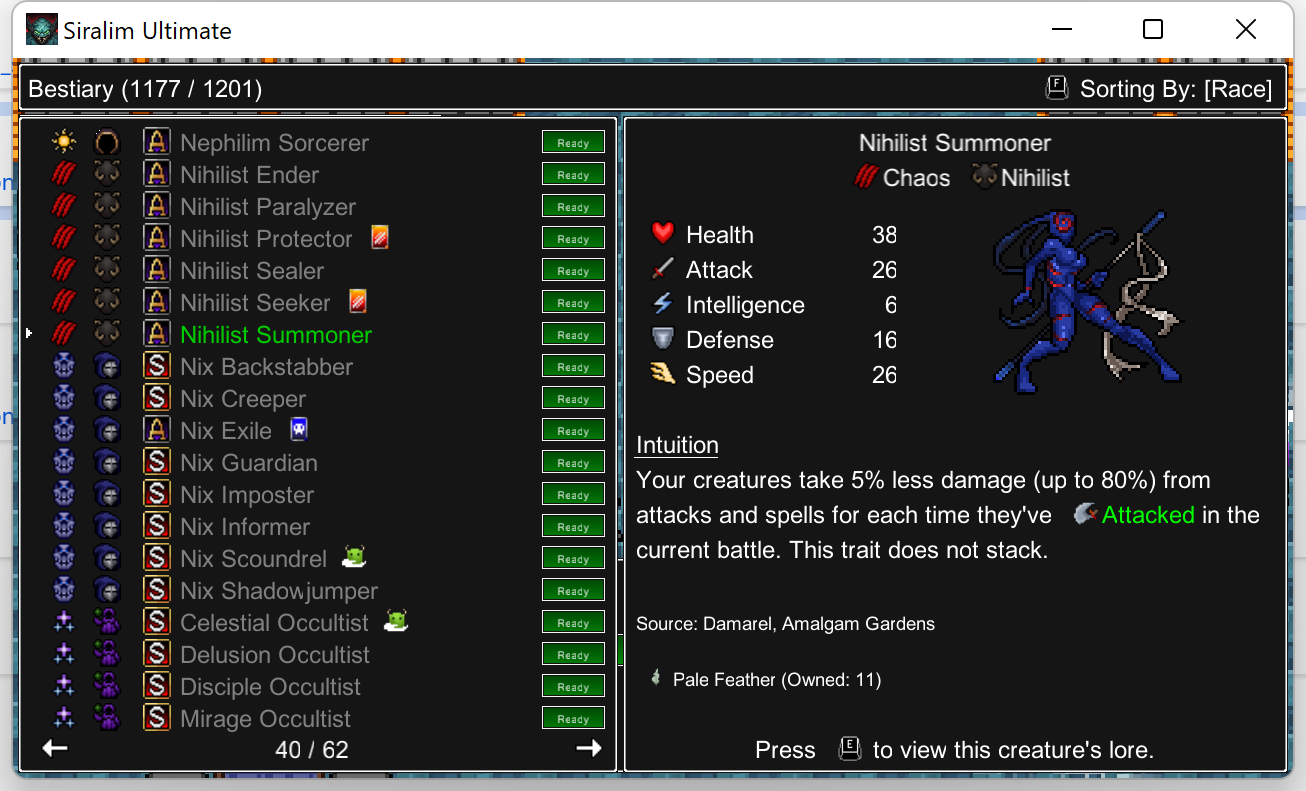 Siralim Ultimate
Bestiary (1177 / 1201)
F Sorting By: [Race]
A Nephilim Sorcerer Ready
A Nihilist Ender Ready
A Nihilist Paralyzer Ready
A Nihilist Protector Ready
A Nihilist Sealer Ready
A Nihilist Seeker Ready
A Nihilist Summoner Ready
S Nix Backstabber Ready
S Nix Creeper Ready
A Nix Exile Ready
S Nix Guardian Ready
S Nix Imposter Ready
S Nix Informer Ready
S Nix Scoundrel Ready
S Nix Shadowjumper Ready
S Celestial Occultist Ready
S Delusion Occultist Ready
S Disciple Occultist Ready
S Mirage Occultist Ready
40 / 62
Nihilist Summoner
Chaos Nihilist
Health 38
Attack 26
Intelligence 6
Defense 16
Speed 26
Intuition
Your creatures take 5% less damage (up to 80%) from
attacks and spells for each time they've Attacked in the
current battle. This trait does not stack.
Source: Damarel, Amalgam Gardens
Pale Feather (Owned: 11)
Press E to view this creature's lore.